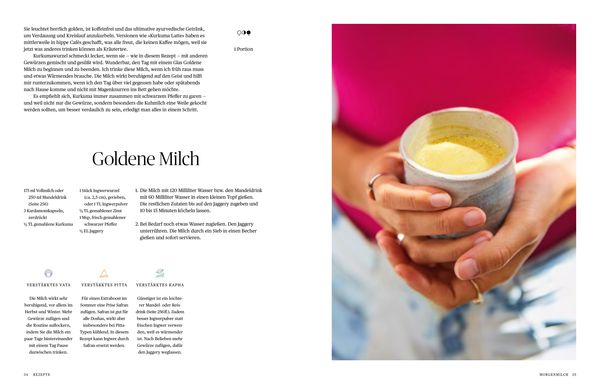 Sie leuchtet herrlich golden, ist koffeinfrei und das ultimative ayurvedische Getränk,
um Verdauung und Kreislauf anzukurbeln. Versionen wie »Kurkuma Latte« haben es
mittlerweile in hippe Cafés geschafft, was alle freut, die keinen Kaffee mögen, weil sie
jetzt was anderes trinken können als Kräutertee.
Kurkumawurzel schmeckt lecker, wenn sie – wie in diesem Rezept – mit anderen
Gewürzen gemischt und gesüßt wird. Wunderbar, den Tag mit einem Glas Goldene
Milch zu beginnen und zu beenden. Ich trinke diese Milch, wenn ich früh raus muss
und etwas Wärmendes brauche. Die Milch wirkt beruhigend auf den Geist und hilft
mir runterzukommen, wenn ich den Tag über viel gegessen habe oder spätabends
nach Hause komme und nicht mit Magenknurren ins Bett gehen möchte.
Es empfiehlt sich, Kurkuma immer zusammen mit schwarzem Pfeffer zu garen –
und weil nicht nur die Gewürze, sondern besonders die Kuhmilch eine Weile gekocht
werden sollten, um besser verdaulich zu sein, erledigt man alles in einem Schritt.
1 Portion
Goldene Milch
175 ml Vollmilch oder
250 ml Mandeldrink
(Seite 256)
3 Kardamomkapseln,
zerdrückt
½ TL gemahlene Kurkuma
1 Stück Ingwerwurzel
(ca. 2,5 cm), gerieben,
oder 1 TL Ingwerpulver
½ TL gemahlener Zimt
1 Msp. frisch gemahlener
schwarzer Pfeffer
½ EL Jaggery
1. Die Milch mit 120 Milliliter Wasser bzw. den Mandeldrink
mit 60 Milliliter Wasser in einen kleinen Topf gießen.
Die restlichen Zutaten bis auf den Jaggery zugeben und
10 bis 15 Minuten köcheln lassen.
2. Bei Bedarf noch etwas Wasser zugießen. Den Jaggery
unterrühren. Die Milch durch ein Sieb in einen Becher
gießen und sofort servieren.
VERSTÄRKTES VATA
Die Milch wirkt sehr
beruhigend, vor allem im
Herbst und Winter. Mehr
Gewürze zufügen und
die Routine auflockern,
indem Sie die Milch ein
paar Tage hintereinander
mit einem Tag Pause
dazwischen trinken.
VERSTÄRKTES PITTA
Für einen Extraboost im
Sommer eine Prise Safran
zufügen. Safran ist gut für
alle Doshas, wirkt aber
insbesondere bei Pitta-
Typen kühlend. In diesem
Rezept kann Ingwer durch
Safran ersetzt werden.
VERSTÄRKTES KAPHA
Günstiger ist ein leichte-
rer Mandel- oder Reis-
drink (Seite 256f.). Zudem
besser Ingwerpulver statt
frischen Ingwer verwen-
den, weil es wärmender
ist. Nach Belieben mehr
Gewürze zufügen, dafür
den Jaggery weglassen.
34 REZEPTE
MORGENMILCH 35